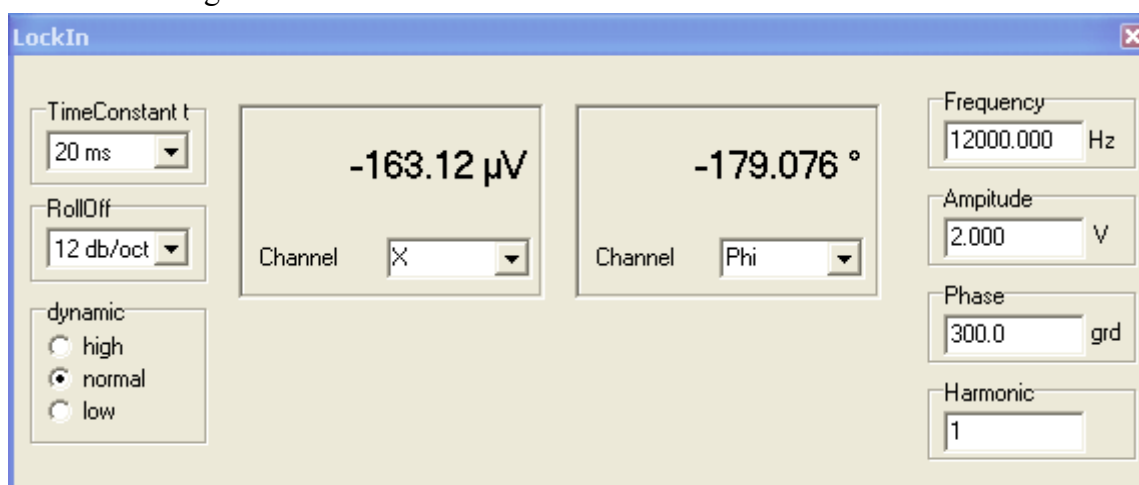 LockIn
TimeConstant t
20 ms
RollOff
12 db/oct
dynamic
high
normal
low
-163.12 µV
Channel X
-179.076 °
Channel Phi
Frequency
12000.000 Hz
Ampitude
2.000 V
Phase
300.0 grd
Harmonic
1